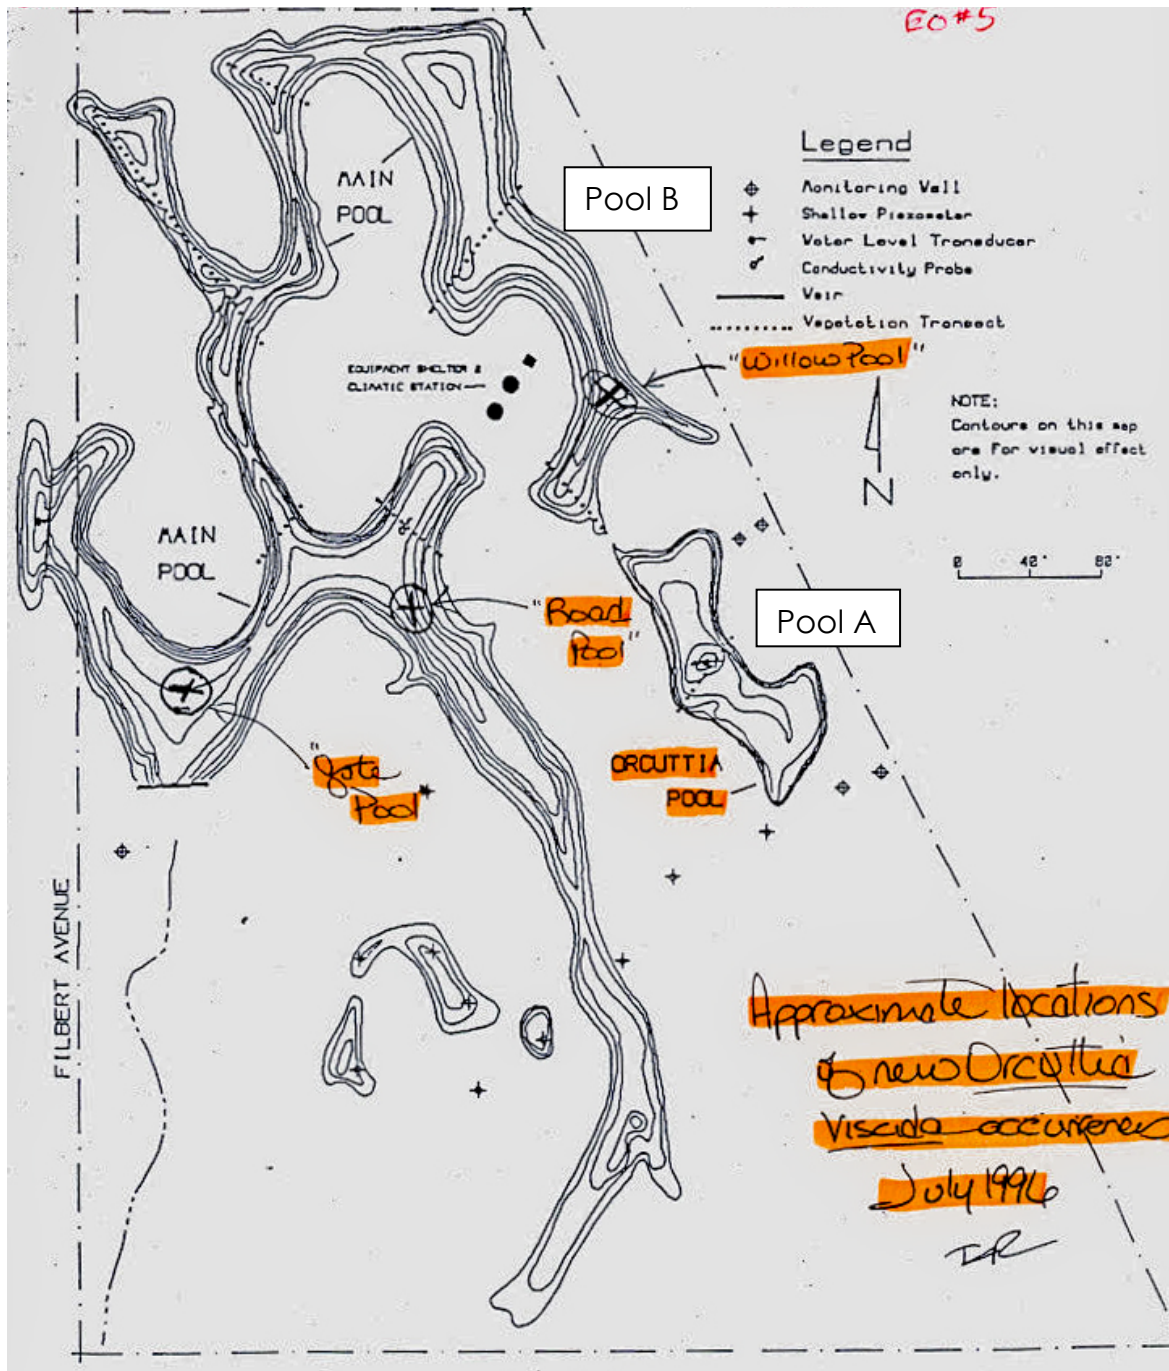 EO#5
Legend
Monitoring Well
Shallow Piezometer
Water Level Transducer
Conductivity Probe
Weir
Vegetation Transect
MAIN
POOL
Pool B
"Willow Pool"
EQUIPMENT SHELTER &
CLIMATIC STATION
NOTE:
Contours on this map
are for visual effect
only.
N
0 40' 80'
MAIN
POOL
"Road
Pool"
Pool A
"Gate
Pool"
ORCUTTIA
POOL
FILBERT AVENUE
Approximate locations
of new Orcuttia
Viscida occurrences
July 1996